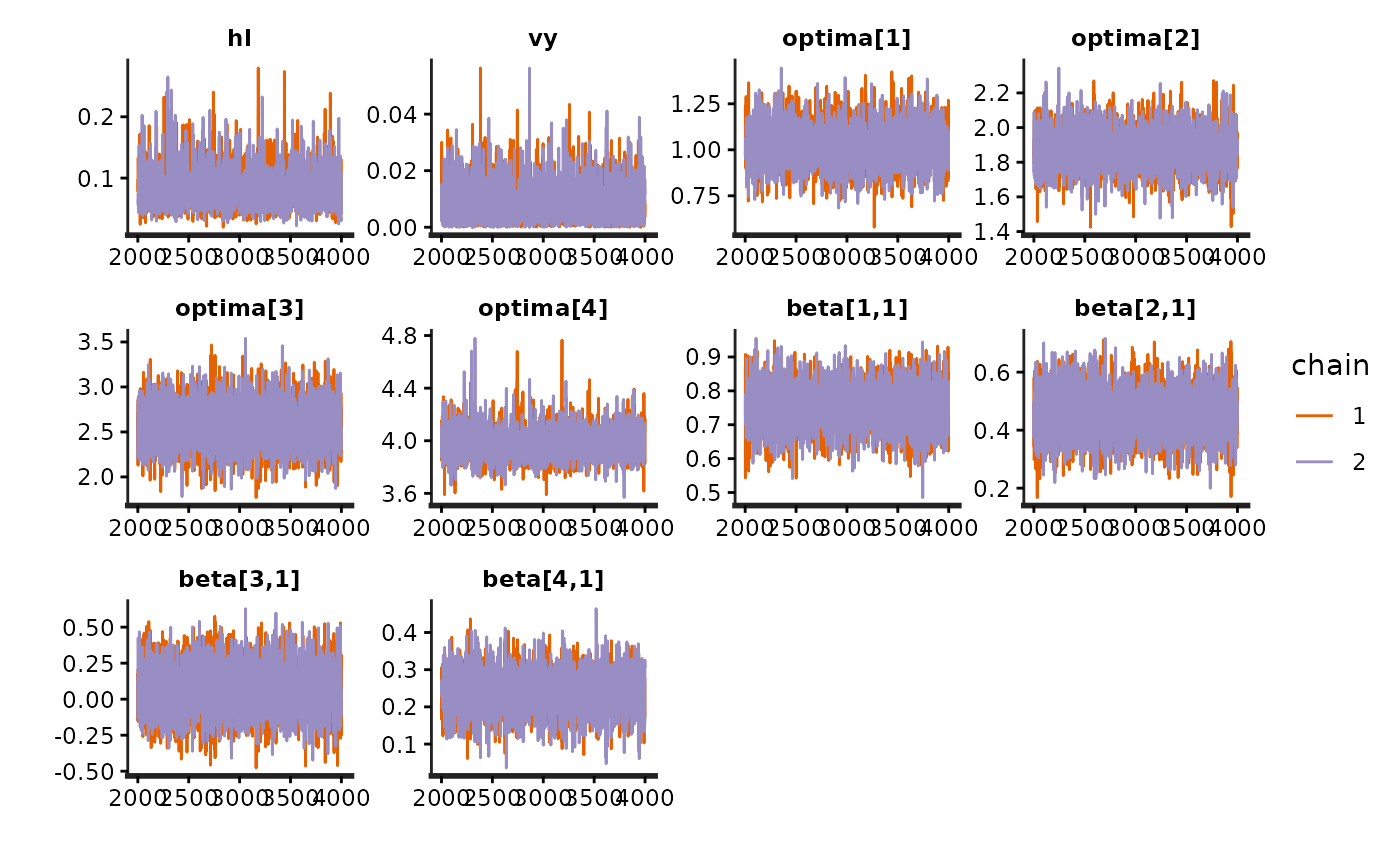 hl vy optima[1] optima[2]
0.2 0.1
0.04 0.02 0.00
1.25 1.00 0.75
2.2 2.0 1.8 1.6 1.4
2000 2500 3000 3500 4000 2000 2500 3000 3500 4000 2000 2500 3000 3500 4000 2000 2500 3000 3500 4000
optima[3] optima[4] beta[1,1] beta[2,1]
3.5 3.0 2.5 2.0
4.8 4.4 4.0 3.6
0.9 0.8 0.7 0.6 0.5
0.6 0.4 0.2
2000 2500 3000 3500 4000 2000 2500 3000 3500 4000 2000 2500 3000 3500 4000 2000 2500 3000 3500 4000
beta[3,1] beta[4,1]
0.50 0.25 0.00 -0.25 -0.50
0.4 0.3 0.2 0.1
2000 2500 3000 3500 4000 2000 2500 3000 3500 4000
chain
1
2